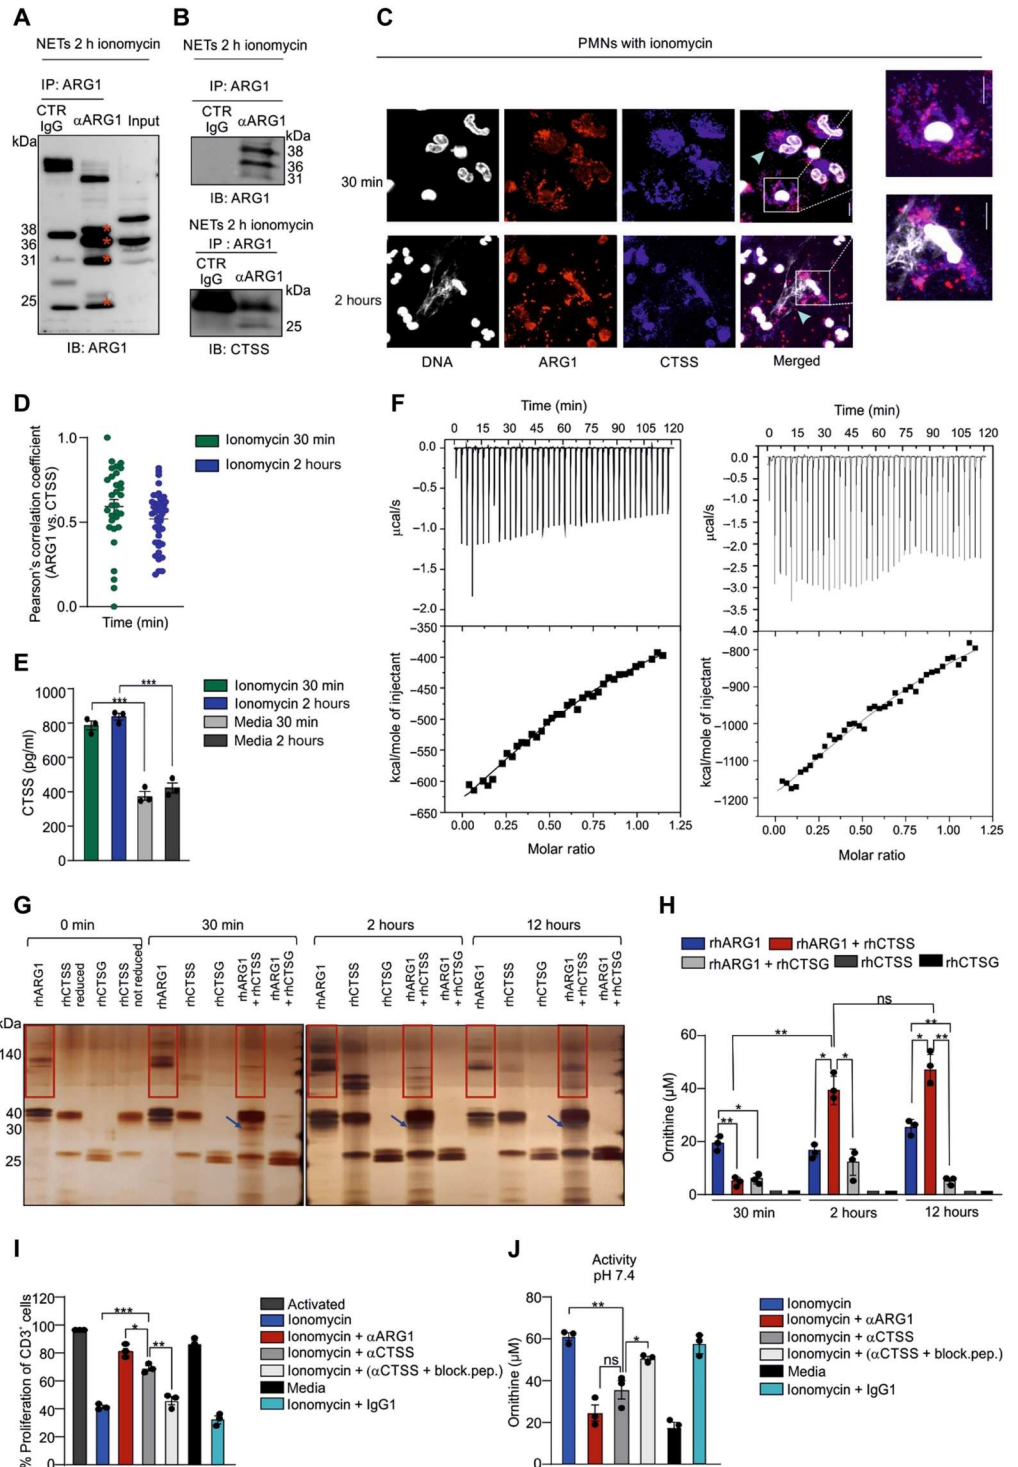 A
NETs 2 h ionomycin
IP: ARG1
CTR IgG
αARG1
Input
kDa
38
36
31
25
IB: ARG1
B
NETs 2 h ionomycin
IP: ARG1
CTR IgG
αARG1
kDa
38
36
31
IB: ARG1
NETs 2 h ionomycin
IP : ARG1
CTR IgG
αARG1
kDa
25
IB: CTSS
C
PMNs with ionomycin
30 min
2 hours
DNA
ARG1
CTSS
Merged
D
Pearson's correlation coefficient
(ARG1 vs. CTSS)
1.0
0.5
0.0
Time (min)
Ionomycin 30 min
Ionomycin 2 hours
E
CTSS (pg/ml)
1000
800
600
400
200
0
***
***
Ionomycin 30 min
Ionomycin 2 hours
Media 30 min
Media 2 hours
F
Time (min)
0 15 30 45 60 75 90 105 120
μcal/s
0.0
−0.5
−1.0
−1.5
−2.0
−350
−400
−450
−500
−550
−600
−650
kcal/mole of injectant
0.00 0.25 0.50 0.75 1.00 1.25
Molar ratio
Time (min)
0 15 30 45 60 75 90 105 120
μcal/s
0.0
−0.5
−1.0
−1.5
−2.0
−2.5
−3.0
−3.5
−4.0
−800
−900
−1000
−1100
−1200
kcal/mole of injectant
0.00 0.25 0.50 0.75 1.00 1.25
Molar ratio
G
0 min
30 min
2 hours
12 hours
rhARG1
rhCTSS reduced
rhCTSG
rhCTSS not reduced
rhARG1
rhCTSS
rhCTSG
rhARG1 + rhCTSS
rhARG1 + rhCTSG
rhARG1
rhCTSS
rhCTSG
rhARG1 + rhCTSS
rhARG1 + rhCTSG
rhARG1
rhCTSS
rhCTSG
rhARG1 + rhCTSS
rhARG1 + rhCTSG
kDa
140
40
30
25
H
rhARG1
rhARG1 + rhCTSS
rhARG1 + rhCTSG
rhCTSS
rhCTSG
Ornithine (μM)
60
40
20
0
ns
**
**
* **
* *
*
**
30 min
2 hours
12 hours
I
% Proliferation of CD3+ cells
120
100
80
60
40
20
0
***
*
**
Activated
Ionomycin
Ionomycin + αARG1
Ionomycin + αCTSS
Ionomycin + (αCTSS + block.pep.)
Media
Ionomycin + IgG1
J
Activity
pH 7.4
Ornithine (μM)
80
60
40
20
0
**
*
ns
Ionomycin
Ionomycin + αARG1
Ionomycin + αCTSS
Ionomycin + (αCTSS + block.pep.)
Media
Ionomycin + IgG1